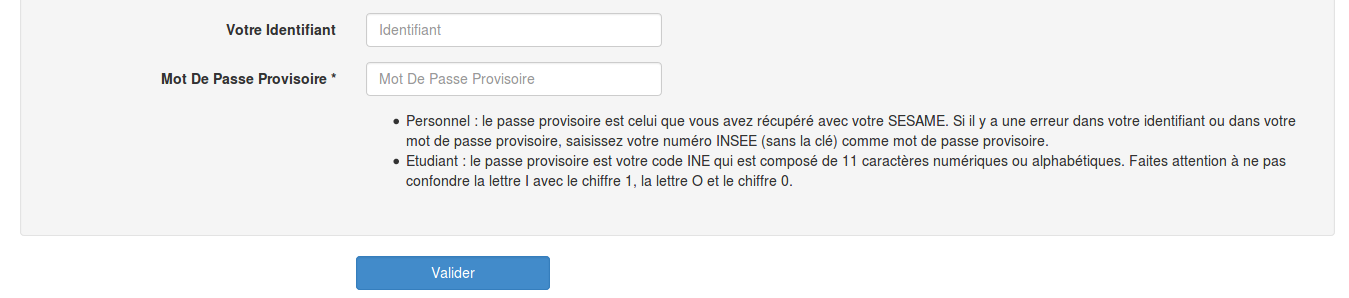 Votre Identifiant
Identifiant
Mot De Passe Provisoire *
Mot De Passe Provisoire
• Personnel : le passe provisoire est celui que vous avez récupéré avec votre SESAME. Si il y a une erreur dans votre identifiant ou dans votre
mot de passe provisoire, saisissez votre numéro INSEE (sans la clé) comme mot de passe provisoire.
• Etudiant : le passe provisoire est votre code INE qui est composé de 11 caractères numériques ou alphabétiques. Faites attention à ne pas
confondre la lettre I avec le chiffre 1, la lettre O et le chiffre 0.
Valider